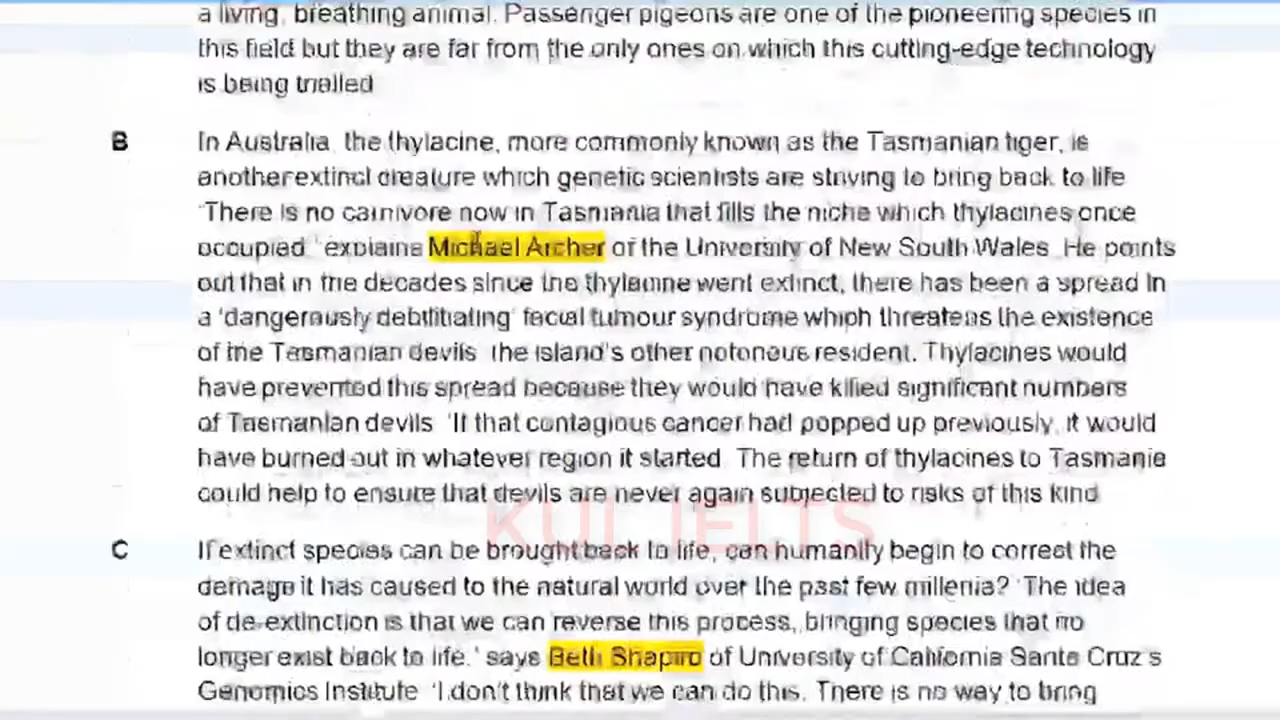 a living, breathing animal. Passenger pigeons are one of the pioneering species in
this field but they are far from the only ones on which this cutting-edge technology
is being trialled
B In Australia, the thylacine, more commonly known as the Tasmanian tiger, is
another extinct creature which genetic scientists are striving to bring back to life
'There is no carnivore now in Tasmania that fills the niche which thylacines once
occupied,' explains Michael Archer of the University of New South Wales. He points
out that in the decades since the thylacine went extinct, there has been a spread in
a 'dangerously debilitating' facial tumour syndrome which threatens the existence
of the Tasmanian devils, the island's other notorious resident. Thylacines would
have prevented this spread because they would have killed significant numbers
of Tasmanian devils. 'If that contagious cancer had popped up previously, it would
have burned out in whatever region it started. The return of thylacines to Tasmania
could help to ensure that devils are never again subjected to risks of this kind
KUL IELTS
C If extinct species can be brought back to life, can humanity begin to correct the
damage it has caused to the natural world over the past few millenia? 'The idea
of de-extinction is that we can reverse this process, bringing species that no
longer exist back to life,' says Beth Shapiro of University of California Santa Cruz's
Genomics Institute 'I don't think that we can do this. There is no way to bring